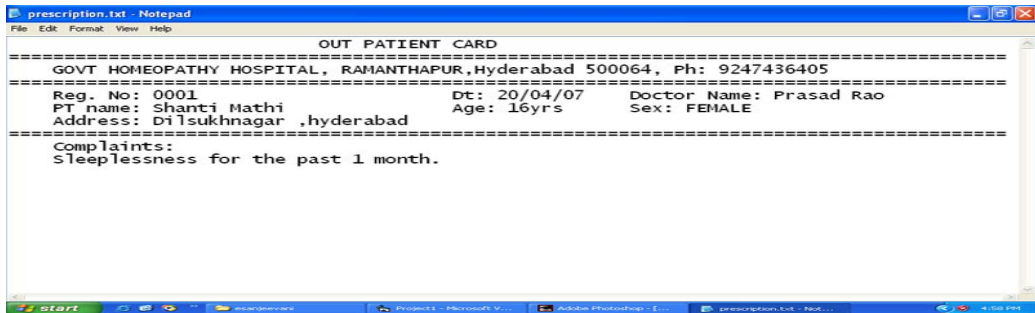 prescription.txt - Notepad
File Edit Format View Help
OUT PATIENT CARD
GOVT HOMEOPATHY HOSPITAL, RAMANTHAPUR,Hyderabad 500064, Ph: 9247436405
Reg. No: 0001 Dt: 20/04/07 Doctor Name: Prasad Rao
PT name: Shanti Mathi Age: 16yrs Sex: FEMALE
Address: Dilsukhnagar ,hyderabad
Complaints:
Sleeplessness for the past 1 month.
start esanjeevani Project1 - Microsoft V... Adobe Photoshop - [... prescription.txt - Not... 4:58 PM